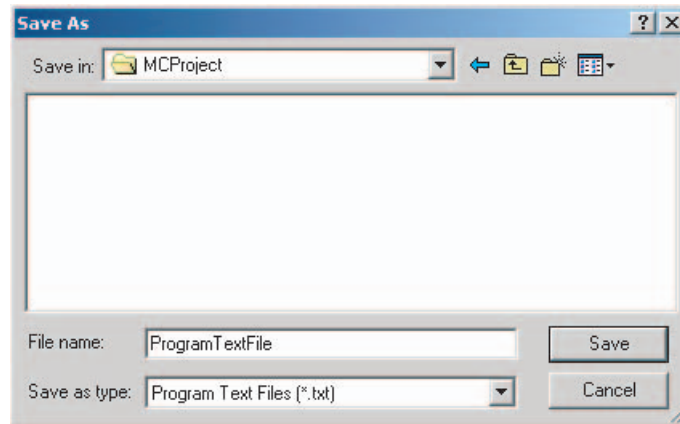 Save As
Save in: MCProject
File name: ProgramTextFile
Save
Save as type: Program Text Files (*.txt)
Cancel